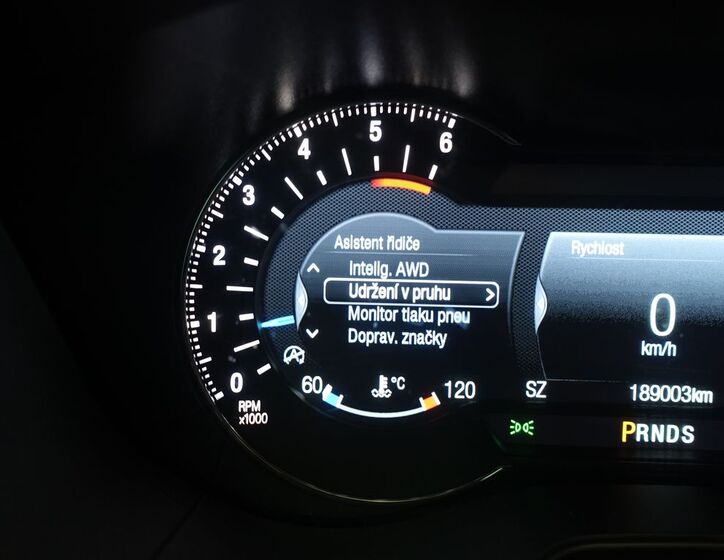 6
5
4
3
2
1
0
RPM
x1000
Asistent řidiče
Intelig. AWD
Udržení v pruhu >
Monitor tlaku pneu
Doprav. značky
A
60 °C 120
Rychlost
0
km/h
SZ 189003km
PRNDS